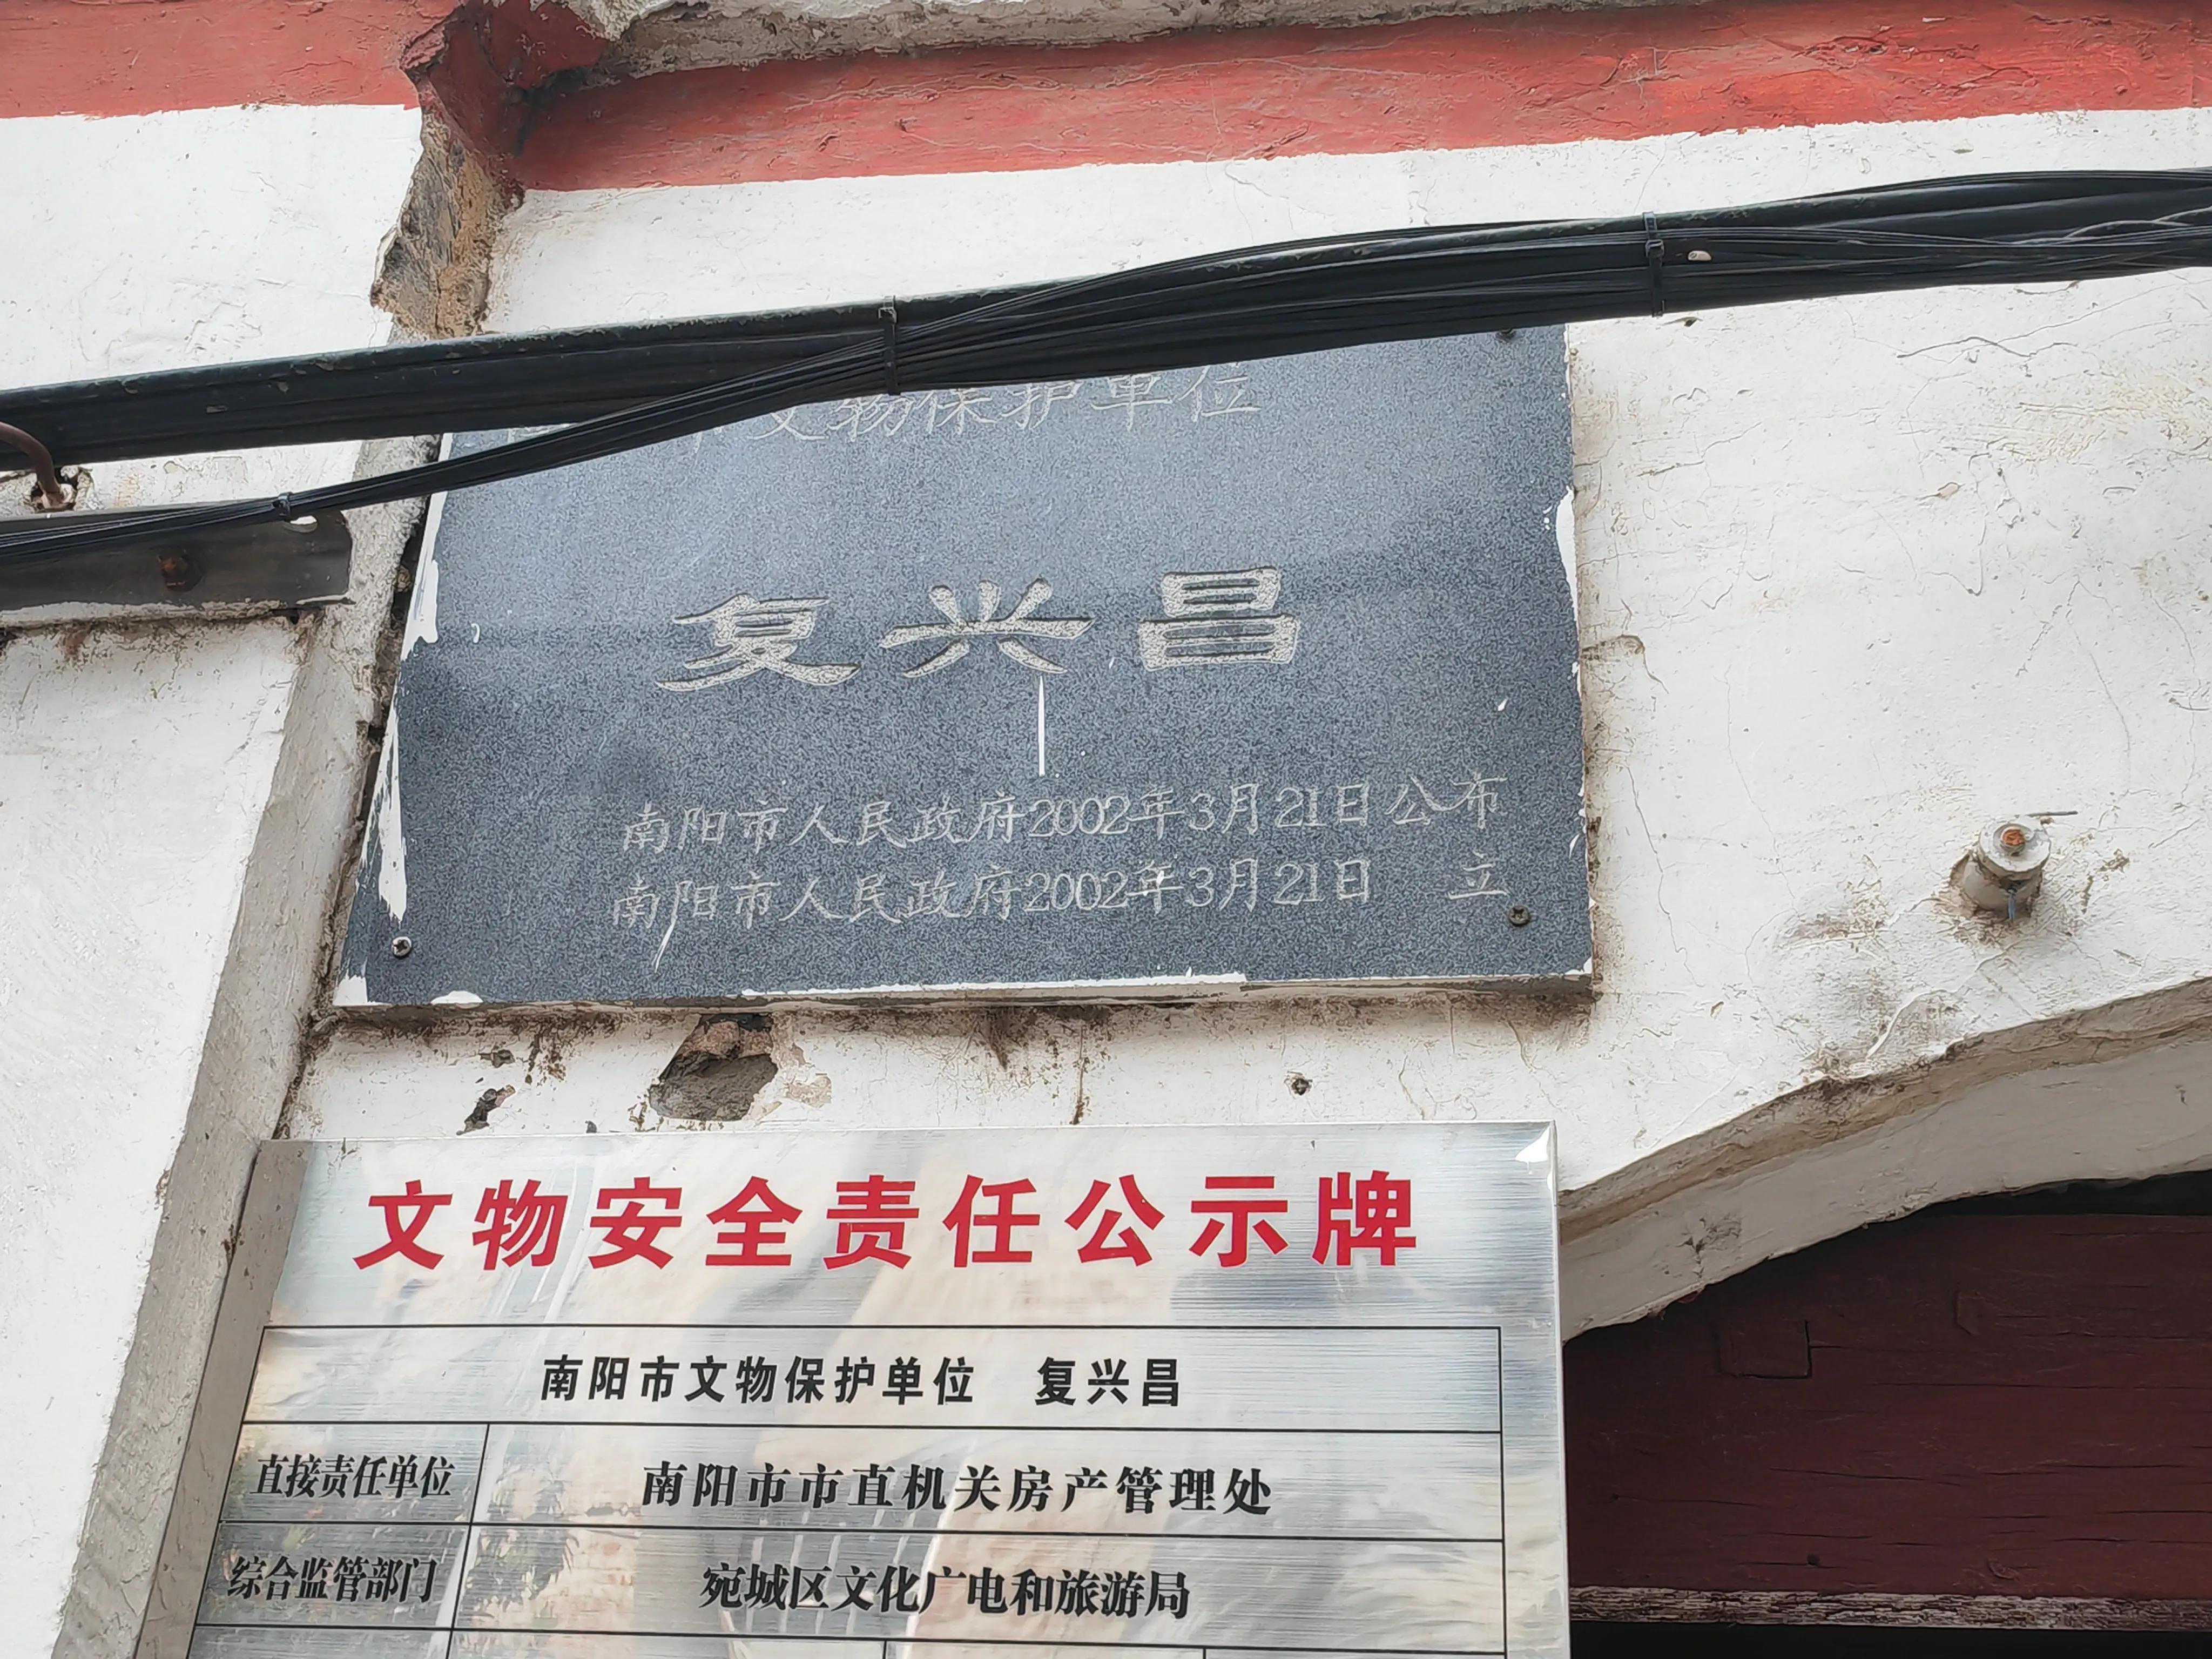 文物保护单位
复兴昌
南阳市人民政府2002年3月21日公布
南阳市人民政府2002年3月21日 立
文物安全责任公示牌
南阳市文物保护单位 复兴昌
直接责任单位 南阳市市直机关房产管理处
综合监管部门 宛城区文化广电和旅游局